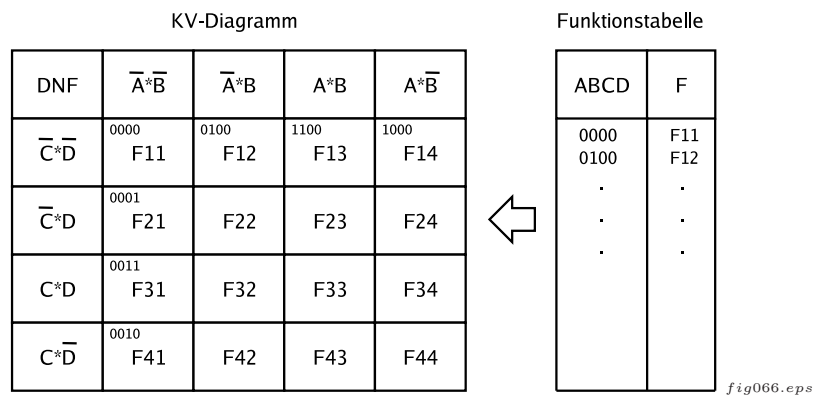 KV-Diagramm Funktionstabelle
DNF A̅*B̅ A̅*B A*B A*B̅ ABCD F
0000 0100 1100 1000
C̅*D̅ F11 F12 F13 F14
0000 F11
0100 F12
. .
0001
C̅*D F21 F22 F23 F24
. .
. .
0011
C*D F31 F32 F33 F34
0010
C*D̅ F41 F42 F43 F44
fig066.eps